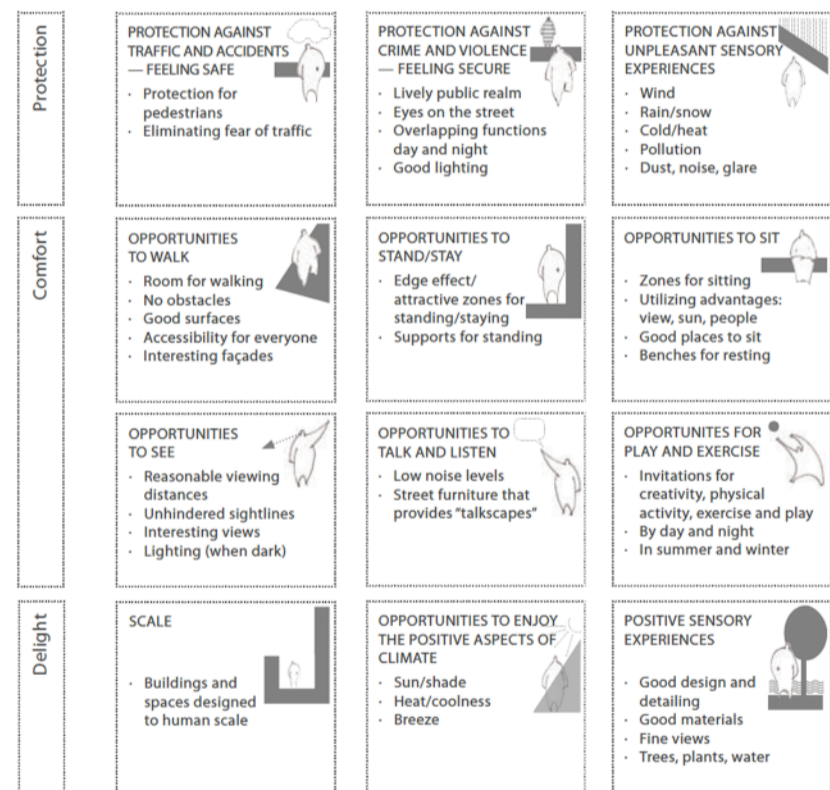 Protection
PROTECTION AGAINST
TRAFFIC AND ACCIDENTS
— FEELING SAFE
· Protection for
pedestrians
· Eliminating fear of traffic
PROTECTION AGAINST
CRIME AND VIOLENCE
— FEELING SECURE
· Lively public realm
· Eyes on the street
· Overlapping functions
day and night
· Good lighting
PROTECTION AGAINST
UNPLEASANT SENSORY
EXPERIENCES
· Wind
· Rain/snow
· Cold/heat
· Pollution
· Dust, noise, glare
Comfort
OPPORTUNITIES
TO WALK
· Room for walking
· No obstacles
· Good surfaces
· Accessibility for everyone
· Interesting façades
OPPORTUNITIES TO
STAND/STAY
· Edge effect/
attractive zones for
standing/staying
· Supports for standing
OPPORTUNITIES TO SIT
· Zones for sitting
· Utilizing advantages:
view, sun, people
· Good places to sit
· Benches for resting
OPPORTUNITIES
TO SEE
· Reasonable viewing
distances
· Unhindered sightlines
· Interesting views
· Lighting (when dark)
OPPORTUNITIES TO
TALK AND LISTEN
· Low noise levels
· Street furniture that
provides “talkscapes”
OPPORTUNITES FOR
PLAY AND EXERCISE
· Invitations for
creativity, physical
activity, exercise and play
· By day and night
· In summer and winter
Delight
SCALE
· Buildings and
spaces designed
to human scale
OPPORTUNITIES TO ENJOY
THE POSITIVE ASPECTS OF
CLIMATE
· Sun/shade
· Heat/coolness
· Breeze
POSITIVE SENSORY
EXPERIENCES
· Good design and
detailing
· Good materials
· Fine views
· Trees, plants, water